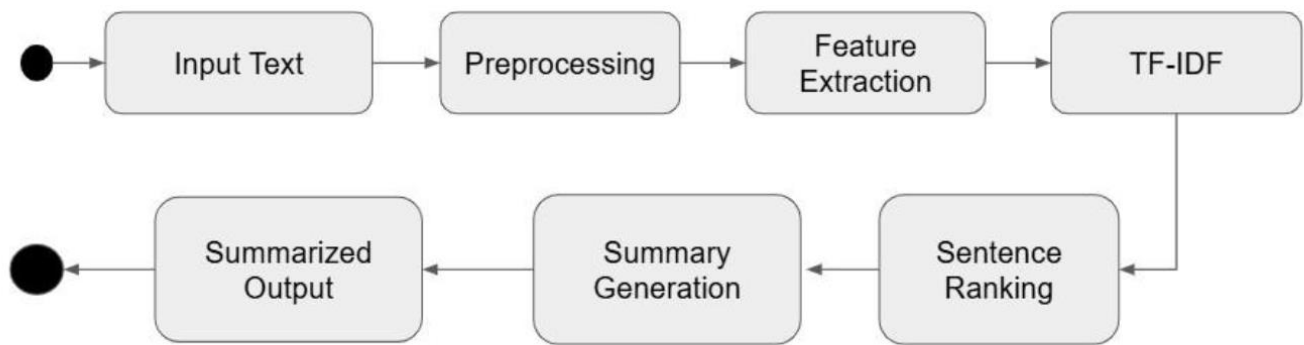 Input Text
Preprocessing
Feature
Extraction
TF-IDF
Sentence
Ranking
Summary
Generation
Summarized
Output